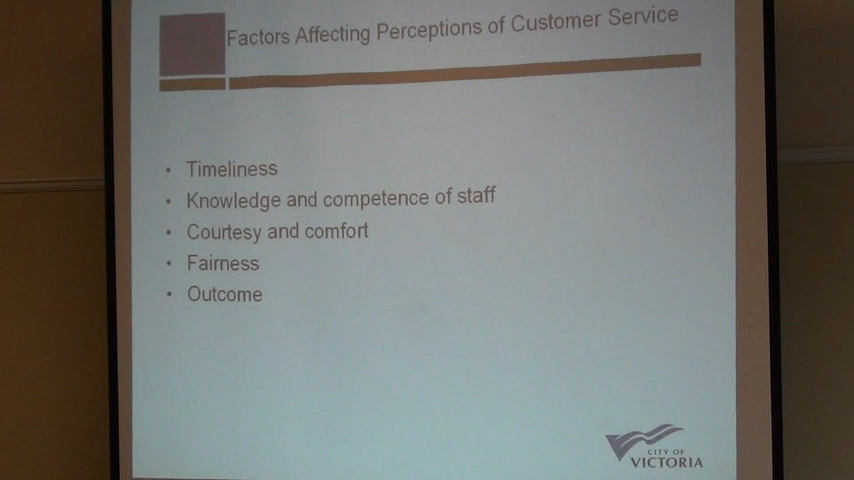 Factors Affecting Perceptions of Customer Service
• Timeliness
• Knowledge and competence of staff
• Courtesy and comfort
• Fairness
• Outcome
CITY OF
VICTORIA